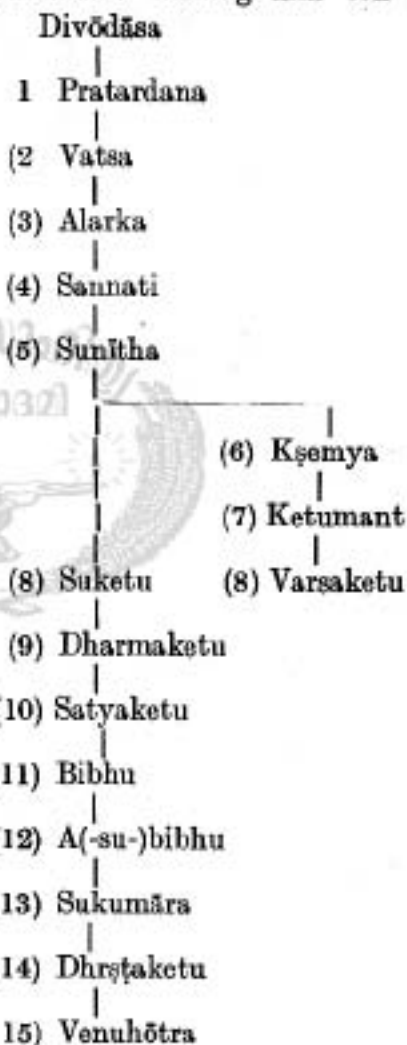 Divōdāsa
1 Pratardana
(2 Vatsa
(3) Alarka
(4) Sannati
(5) Sunītha
(6) Kṣemya
(7) Ketumant
(8) Suketu (8) Varṣaketu
(9) Dharmaketu
10) Satyaketu
11) Bibhu
12) A(-su-)bibhu
13) Sukumāra
14) Dhrṣṭaketu
15) Venuhōtra